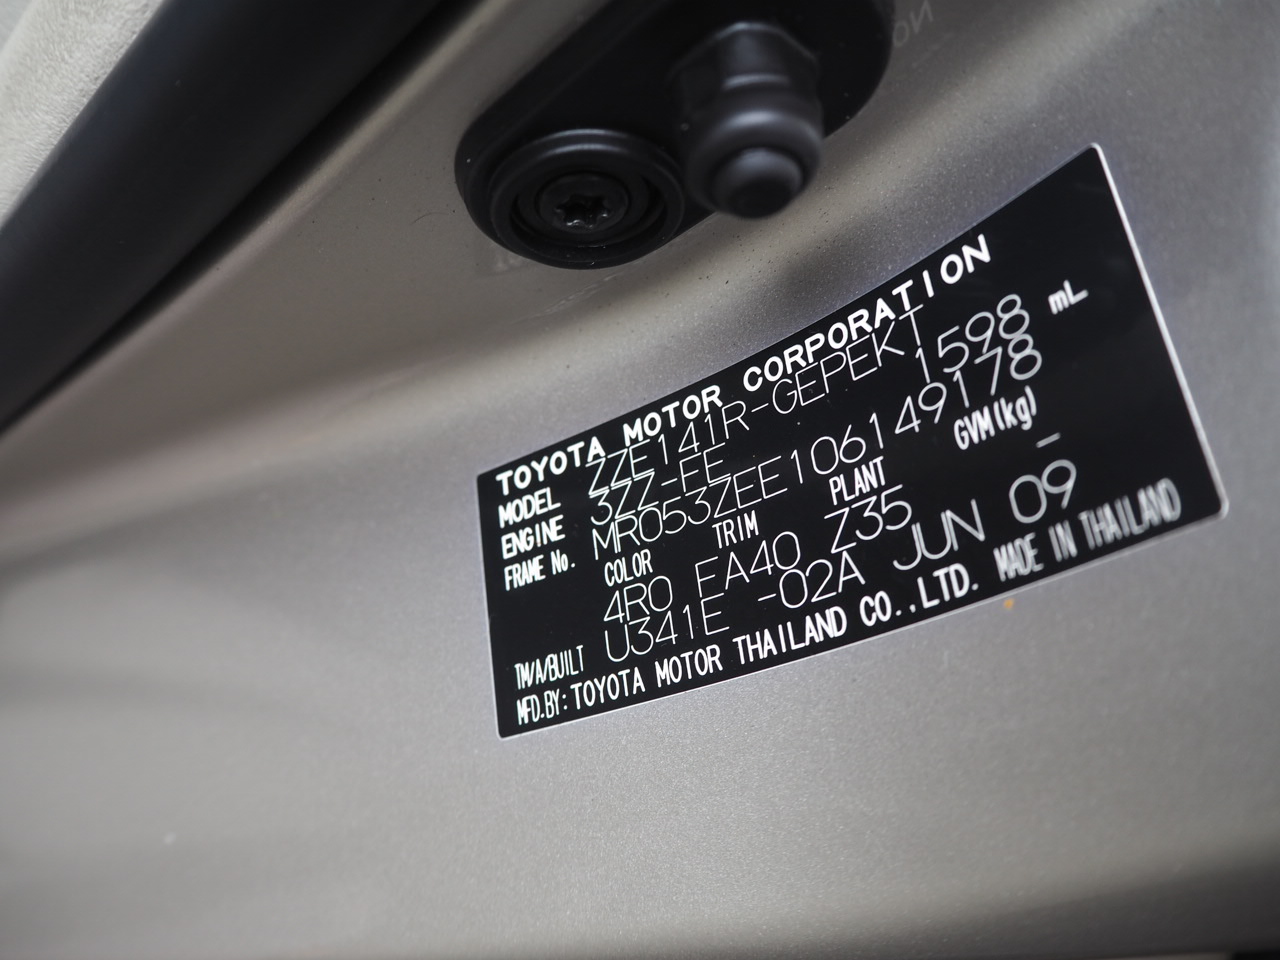 TOYOTA MOTOR CORPORATION
MODEL ZZE141R-GEPEKT
ENGINE 3ZZ-FE 1598 mL
FRAME No. MR053ZEE106149178
COLOR TRIM PLANT GVM(kg)
4R0 FA40 Z35 –
TM/A/BUILT U341E -02A JUN 09
MFD.BY: TOYOTA MOTOR THAILAND CO.,LTD. MADE IN THAILAND